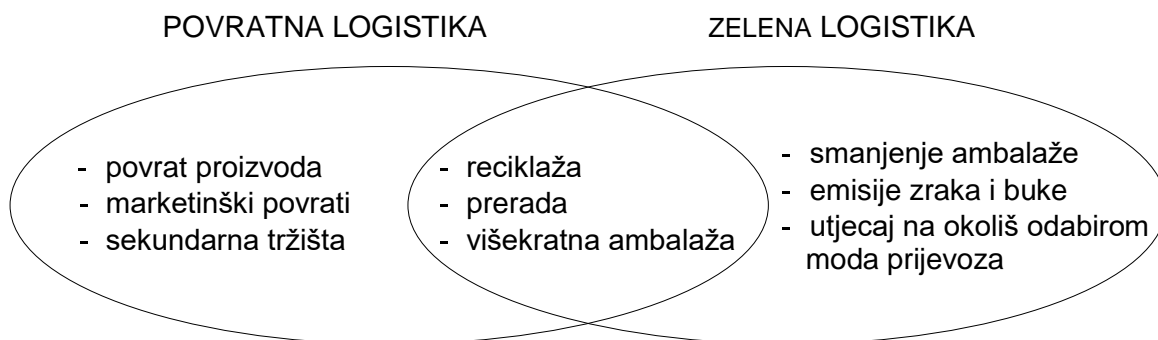 POVRATNA LOGISTIKA
ZELENA LOGISTIKA
- povrat proizvoda
- marketinški povrati
- sekundarna tržišta
- reciklaža
- prerada
- višekratna ambalaža
- smanjenje ambalaže
- emisije zraka i buke
- utjecaj na okoliš odabirom
moda prijevoza